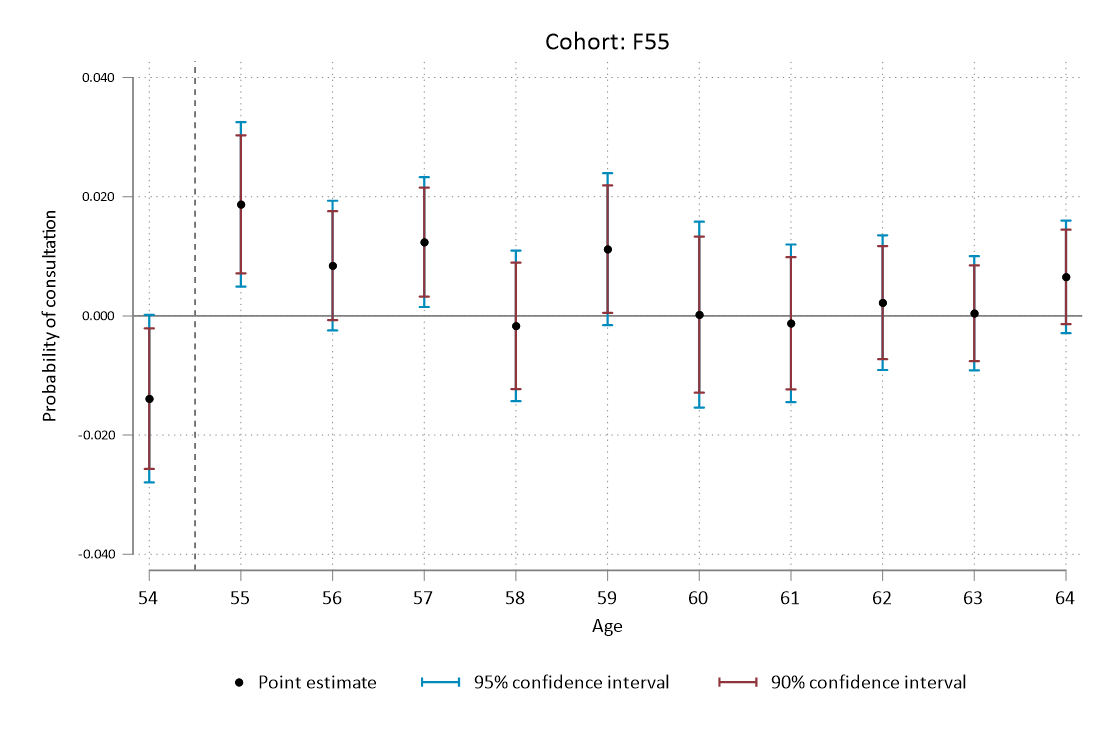 Cohort: F55
Probability of consultation
0.040
0.020
0.000
-0.020
-0.040
54 55 56 57 58 59 60 61 62 63 64
Age
Point estimate 95% confidence interval 90% confidence interval